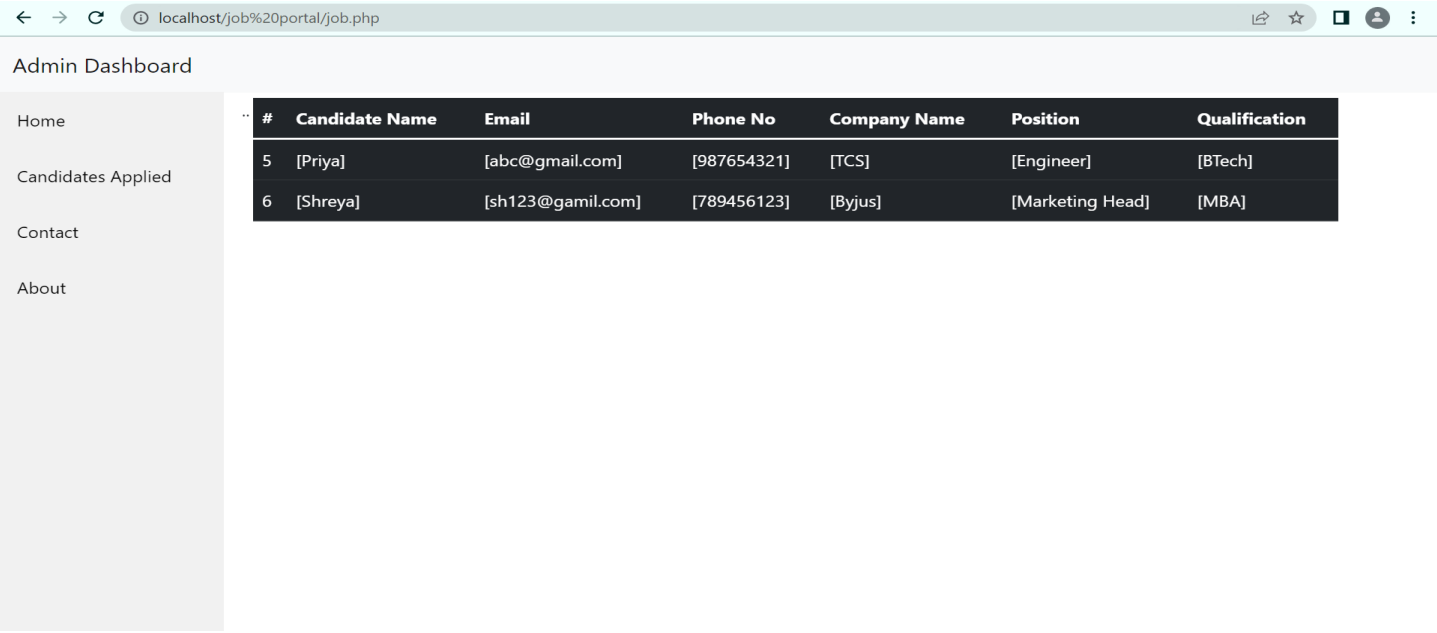 localhost/job%20portal/job.php
Admin Dashboard
Home
Candidates Applied
Contact
About
..
# Candidate Name Email Phone No Company Name Position Qualification
5 [Priya] [abc@gmail.com] [987654321] [TCS] [Engineer] [BTech]
6 [Shreya] [sh123@gamil.com] [789456123] [Byjus] [Marketing Head] [MBA]